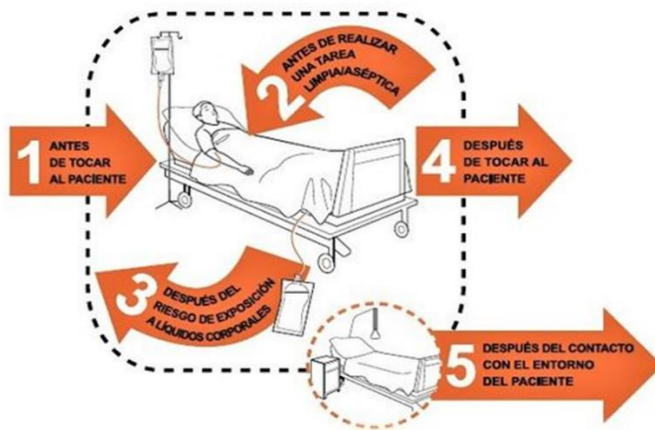 1 ANTES
DE TOCAR
AL PACIENTE
2 ANTES DE REALIZAR
UNA TAREA
LIMPIA/ASÉPTICA
3 DESPUÉS DEL
RIESGO DE EXPOSICIÓN
A LÍQUIDOS CORPORALES
4 DESPUÉS
DE TOCAR AL
PACIENTE
5 DESPUÉS DEL CONTACTO
CON EL ENTORNO
DEL PACIENTE